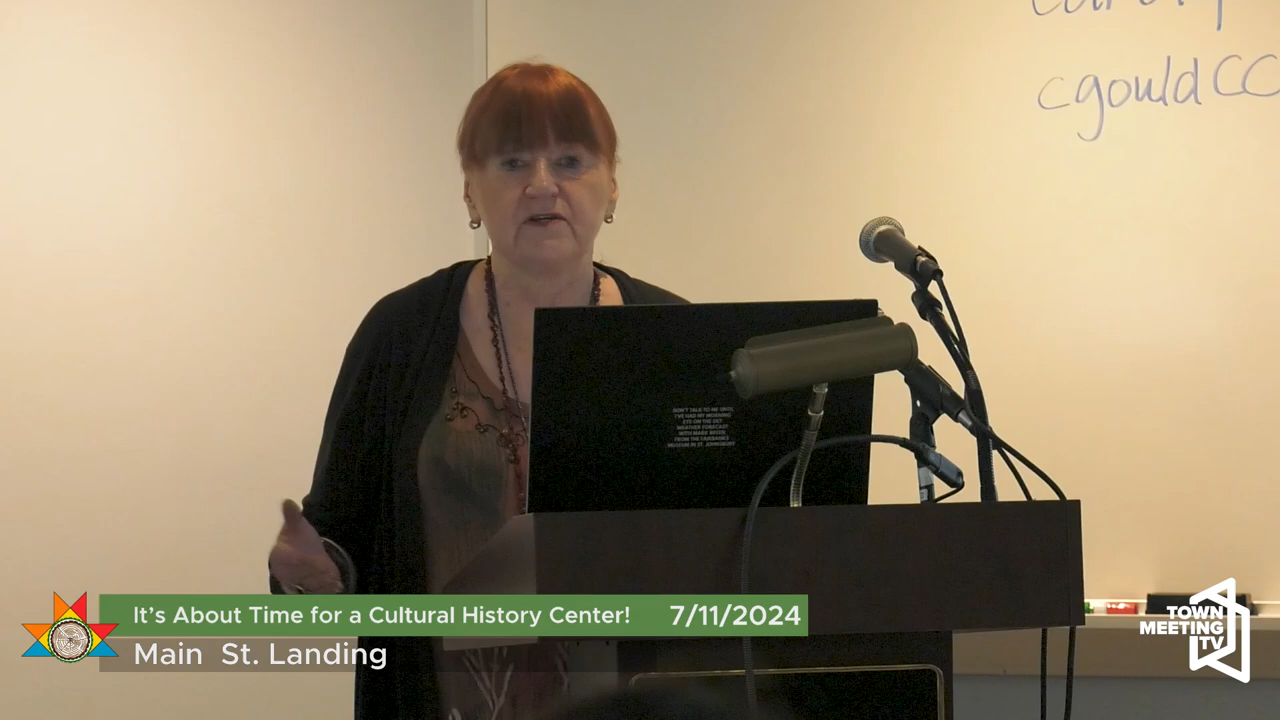 cgouldCC
DON'T TALK TO ME UNTIL
I'VE HAD MY MORNING
EYE ON THE SKY
WEATHER FORECAST
WITH MARK BREEN
FROM THE FAIRBANKS
MUSEUM IN ST. JOHNSBURY
It's About Time for a Cultural History Center! 7/11/2024
Main St. Landing
TOWN
MEETING
TV